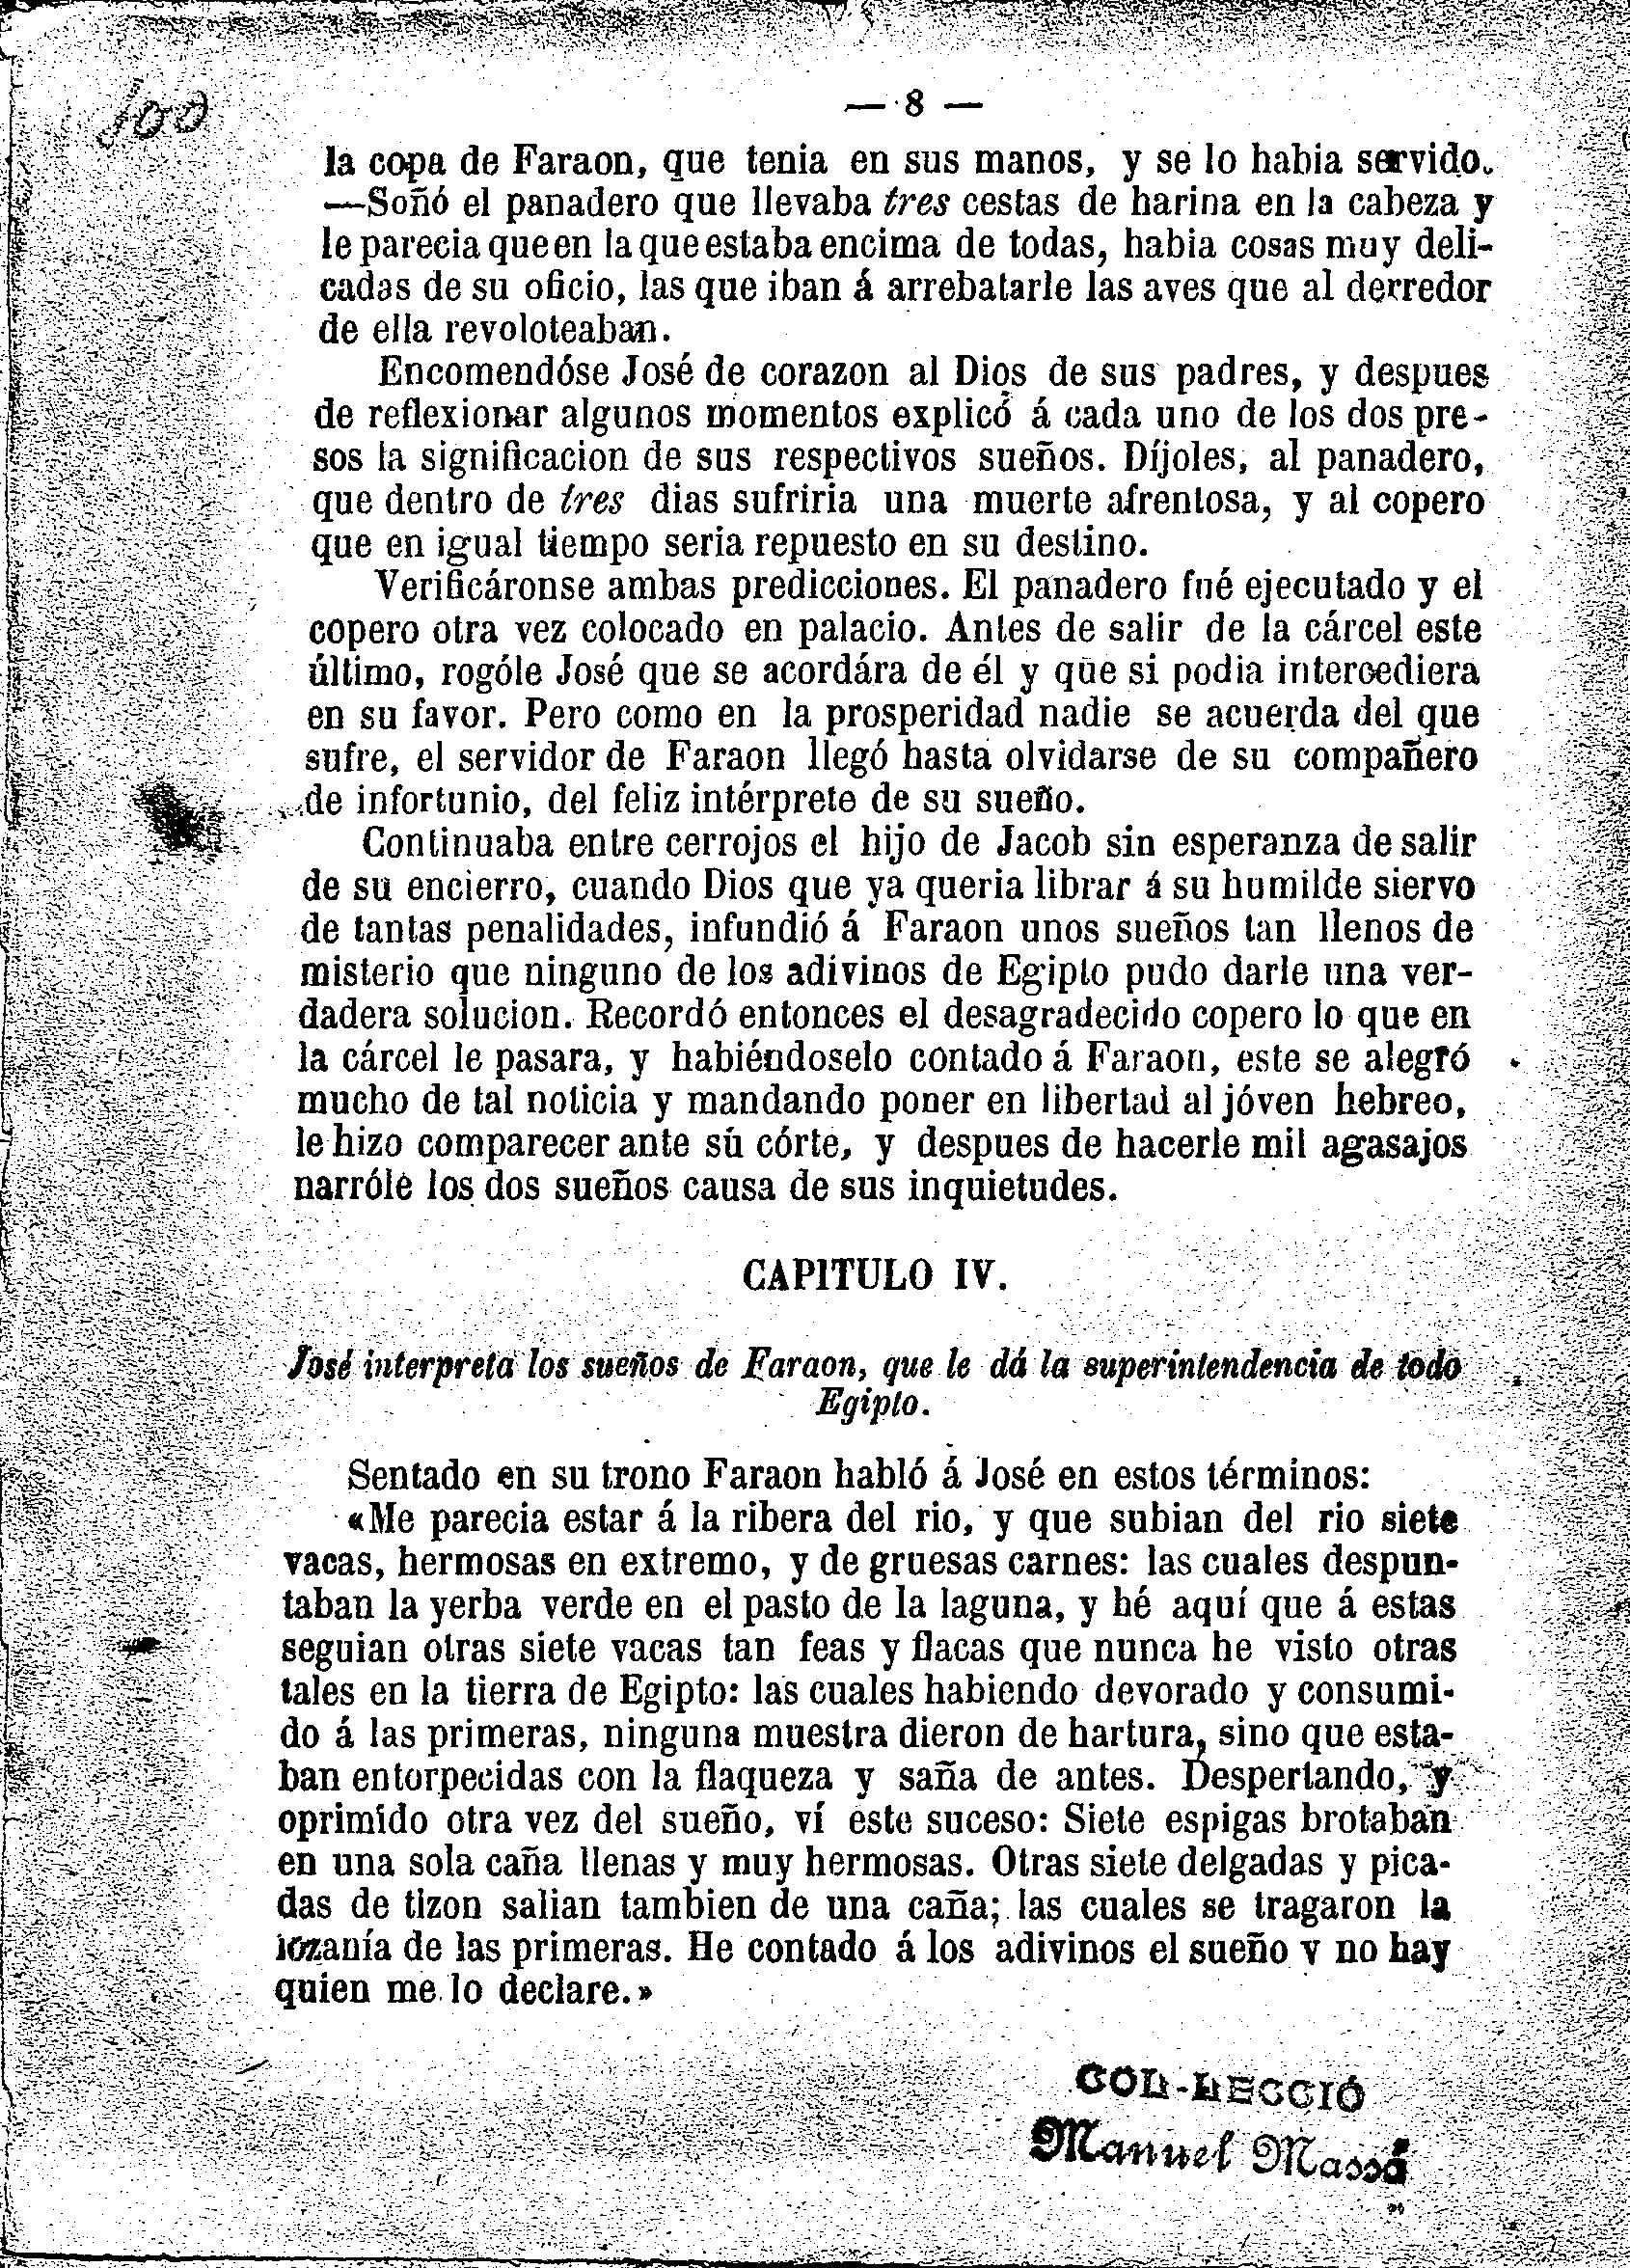 100
— 8 —
la copa de Faraon, que tenia en sus manos, y se lo habia servido.
—Soñó el panadero que llevaba tres cestas de harina en la cabeza y
le parecia que en la que estaba encima de todas, habia cosas muy deli-
cadas de su oficio, las que iban á arrebatarle las aves que al derredor
de ella revoloteaban.
Encomendóse José de corazon al Dios de sus padres, y despues
de reflexionar algunos momentos explicó á cada uno de los dos pre-
sos la significacion de sus respectivos sueños. Díjoles, al panadero,
que dentro de tres dias sufriria una muerte afrentosa, y al copero
que en igual tiempo seria repuesto en su destino.
Verificáronse ambas predicciones. El panadero fué ejecutado y el
copero otra vez colocado en palacio. Antes de salir de la cárcel este
último, rogóle José que se acordára de él y que si podia intercediera
en su favor. Pero como en la prosperidad nadie se acuerda del que
sufre, el servidor de Faraon llegó hasta olvidarse de su compañero
de infortunio, del feliz intérprete de su sueño.
Continuaba entre cerrojos el hijo de Jacob sin esperanza de salir
de su encierro, cuando Dios que ya queria librar á su humilde siervo
de tantas penalidades, infundió á Faraon unos sueños tan llenos de
misterio que ninguno de los adivinos de Egipto pudo darle una ver-
dadera solucion. Recordó entonces el desagradecido copero lo que en
la cárcel le pasara, y habiéndoselo contado á Faraon, este se alegró
mucho de tal noticia y mandando poner en libertad al jóven hebreo,
le hizo comparecer ante su córte, y despues de hacerle mil agasajos
narróle los dos sueños causa de sus inquietudes.
CAPITULO IV.
José interpreta los sueños de Faraon, que le dá la superintendencia de todo
Egipto.
Sentado en su trono Faraon habló á José en estos términos:
«Me parecia estar á la ribera del rio, y que subian del rio siete
vacas, hermosas en extremo, y de gruesas carnes: las cuales despun-
taban la yerba verde en el pasto de la laguna, y hé aquí que á estas
seguian otras siete vacas tan feas y flacas que nunca he visto otras
tales en la tierra de Egipto: las cuales habiendo devorado y consumi-
do á las primeras, ninguna muestra dieron de hartura, sino que esta-
ban entorpecidas con la flaqueza y saña de antes. Despertando, y
oprimido otra vez del sueño, ví este suceso: Siete espigas brotaban
en una sola caña llenas y muy hermosas. Otras siete delgadas y pica-
das de tizon salian tambien de una caña; las cuales se tragaron la
lozanía de las primeras. He contado á los adivinos el sueño y no hay
quien me lo declare.»
COL-LECCIÓ
Manuel Massá